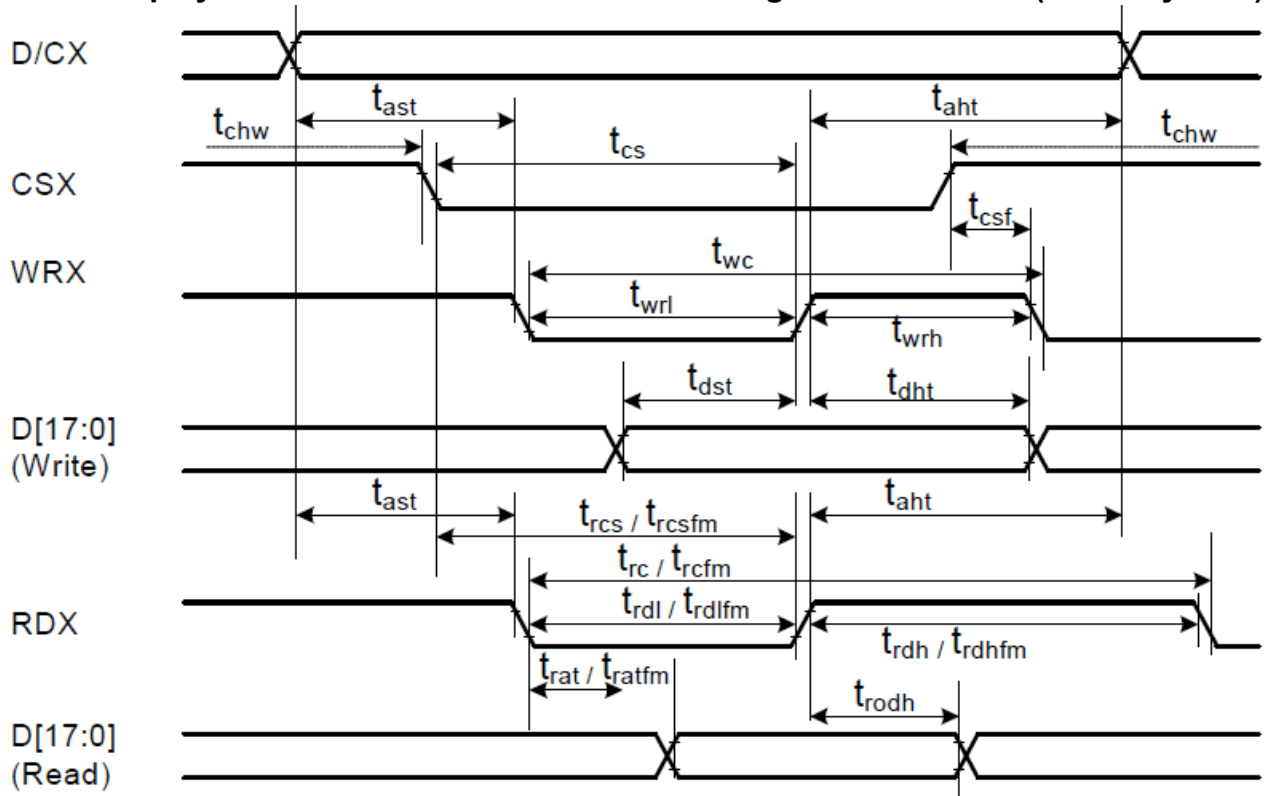 D/CX
tast
taht
tchw
tchw
tcs
CSX
tcsf
WRX
twc
twrl
twrh
tdst
tdht
D[17:0]
(Write)
tast
taht
trcs / trcsfm
trc / trcfm
RDX
trdl / trdlfm
trdh / trdhfm
trat / tratfm
trodh
D[17:0]
(Read)